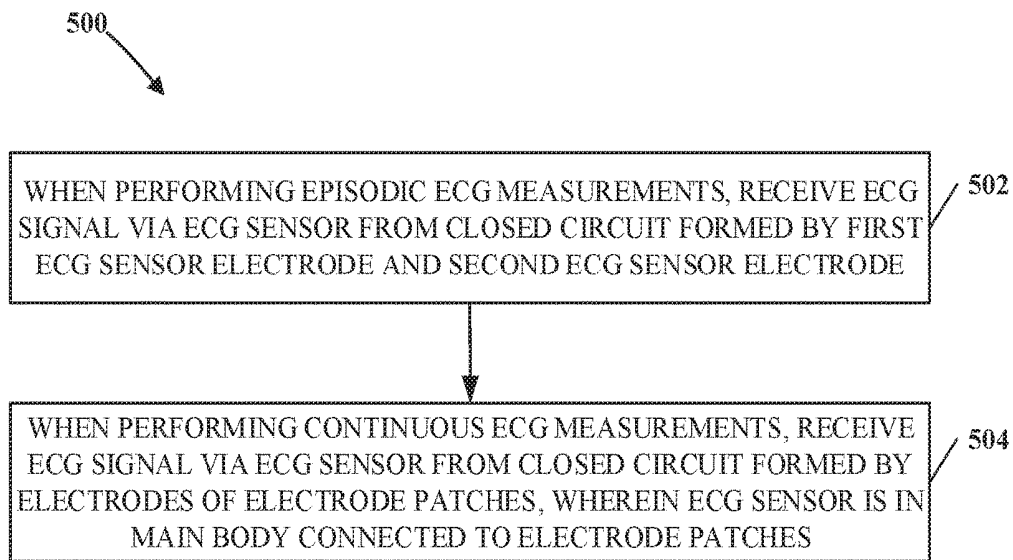 500
WHEN PERFORMING EPISODIC ECG MEASUREMENTS, RECEIVE ECG
SIGNAL VIA ECG SENSOR FROM CLOSED CIRCUIT FORMED BY FIRST
ECG SENSOR ELECTRODE AND SECOND ECG SENSOR ELECTRODE
502
WHEN PERFORMING CONTINUOUS ECG MEASUREMENTS, RECEIVE
ECG SIGNAL VIA ECG SENSOR FROM CLOSED CIRCUIT FORMED BY
ELECTRODES OF ELECTRODE PATCHES, WHEREIN ECG SENSOR IS IN
MAIN BODY CONNECTED TO ELECTRODE PATCHES
504